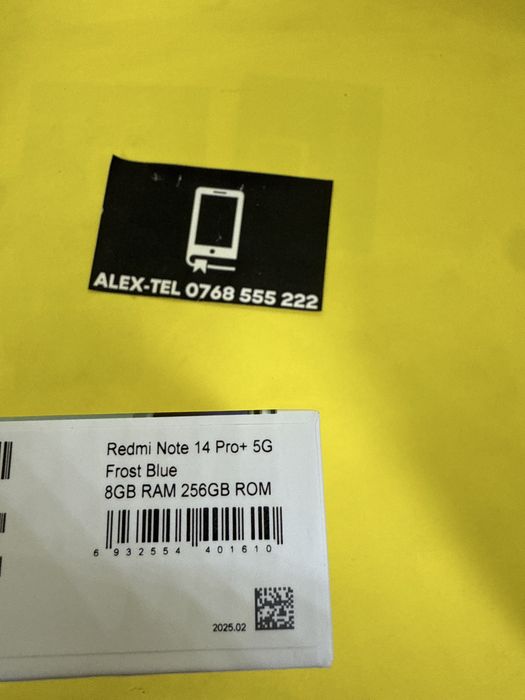 ALEX-TEL 0768 555 222
Redmi Note 14 Pro+ 5G
Frost Blue
8GB RAM 256GB ROM
6 932554 401610
2025.02